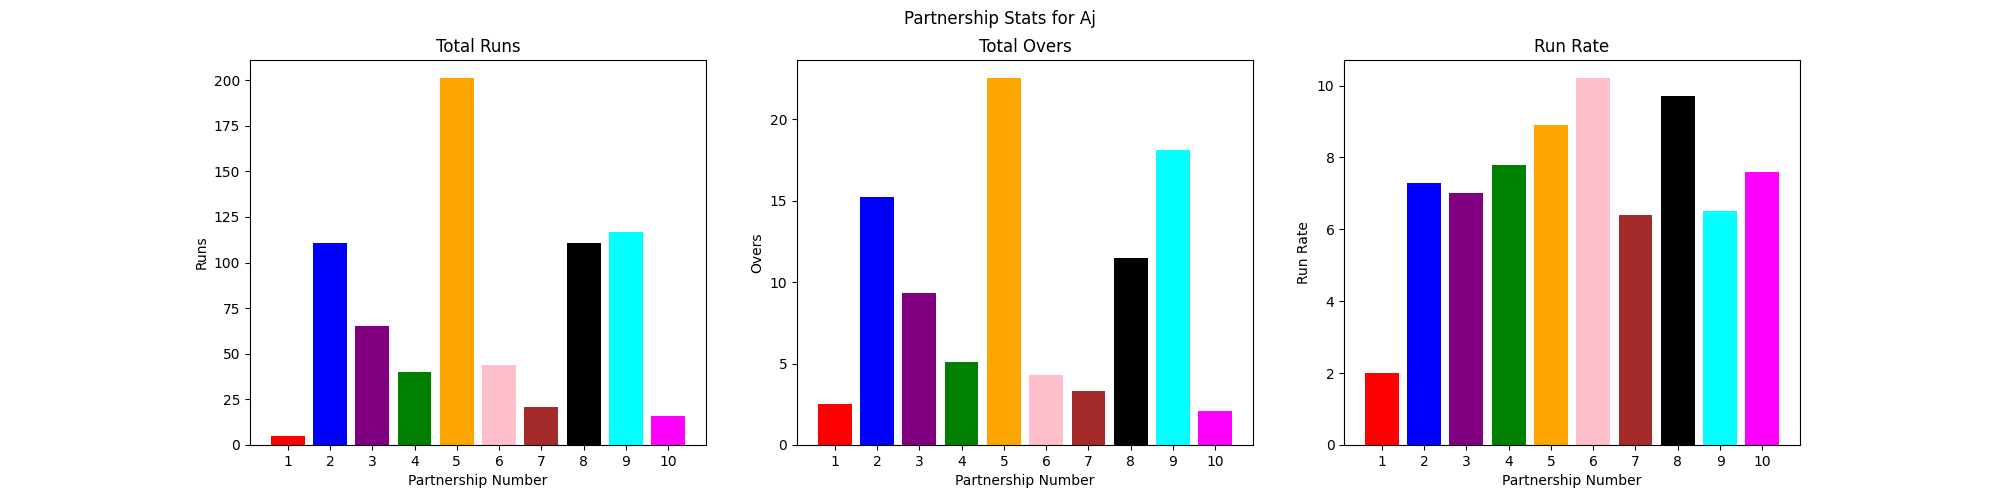 Partnership Stats for Aj
Total Runs
200
175
150
125
100
75
50
25
0
Runs
1 2 3 4 5 6 7 8 9 10
Partnership Number
Total Overs
20
15
10
5
0
Overs
1 2 3 4 5 6 7 8 9 10
Partnership Number
Run Rate
10
8
6
4
2
0
Run Rate
1 2 3 4 5 6 7 8 9 10
Partnership Number